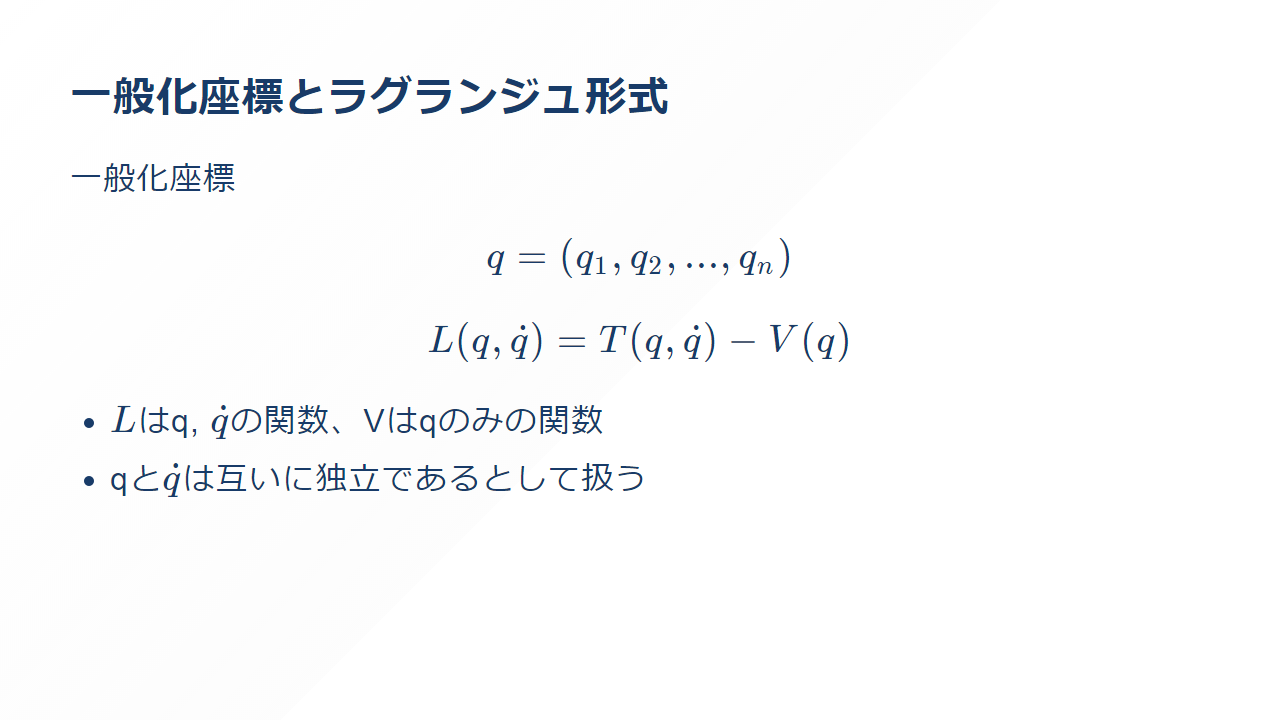 一般化座標とラグランジュ形式
一般化座標
q = (q₁, q₂, ..., qₙ)
L(q, q̇) = T(q, q̇) − V(q)
• Lはq, q̇の関数、Vはqのみの関数
• qとq̇は互いに独立であるとして扱う